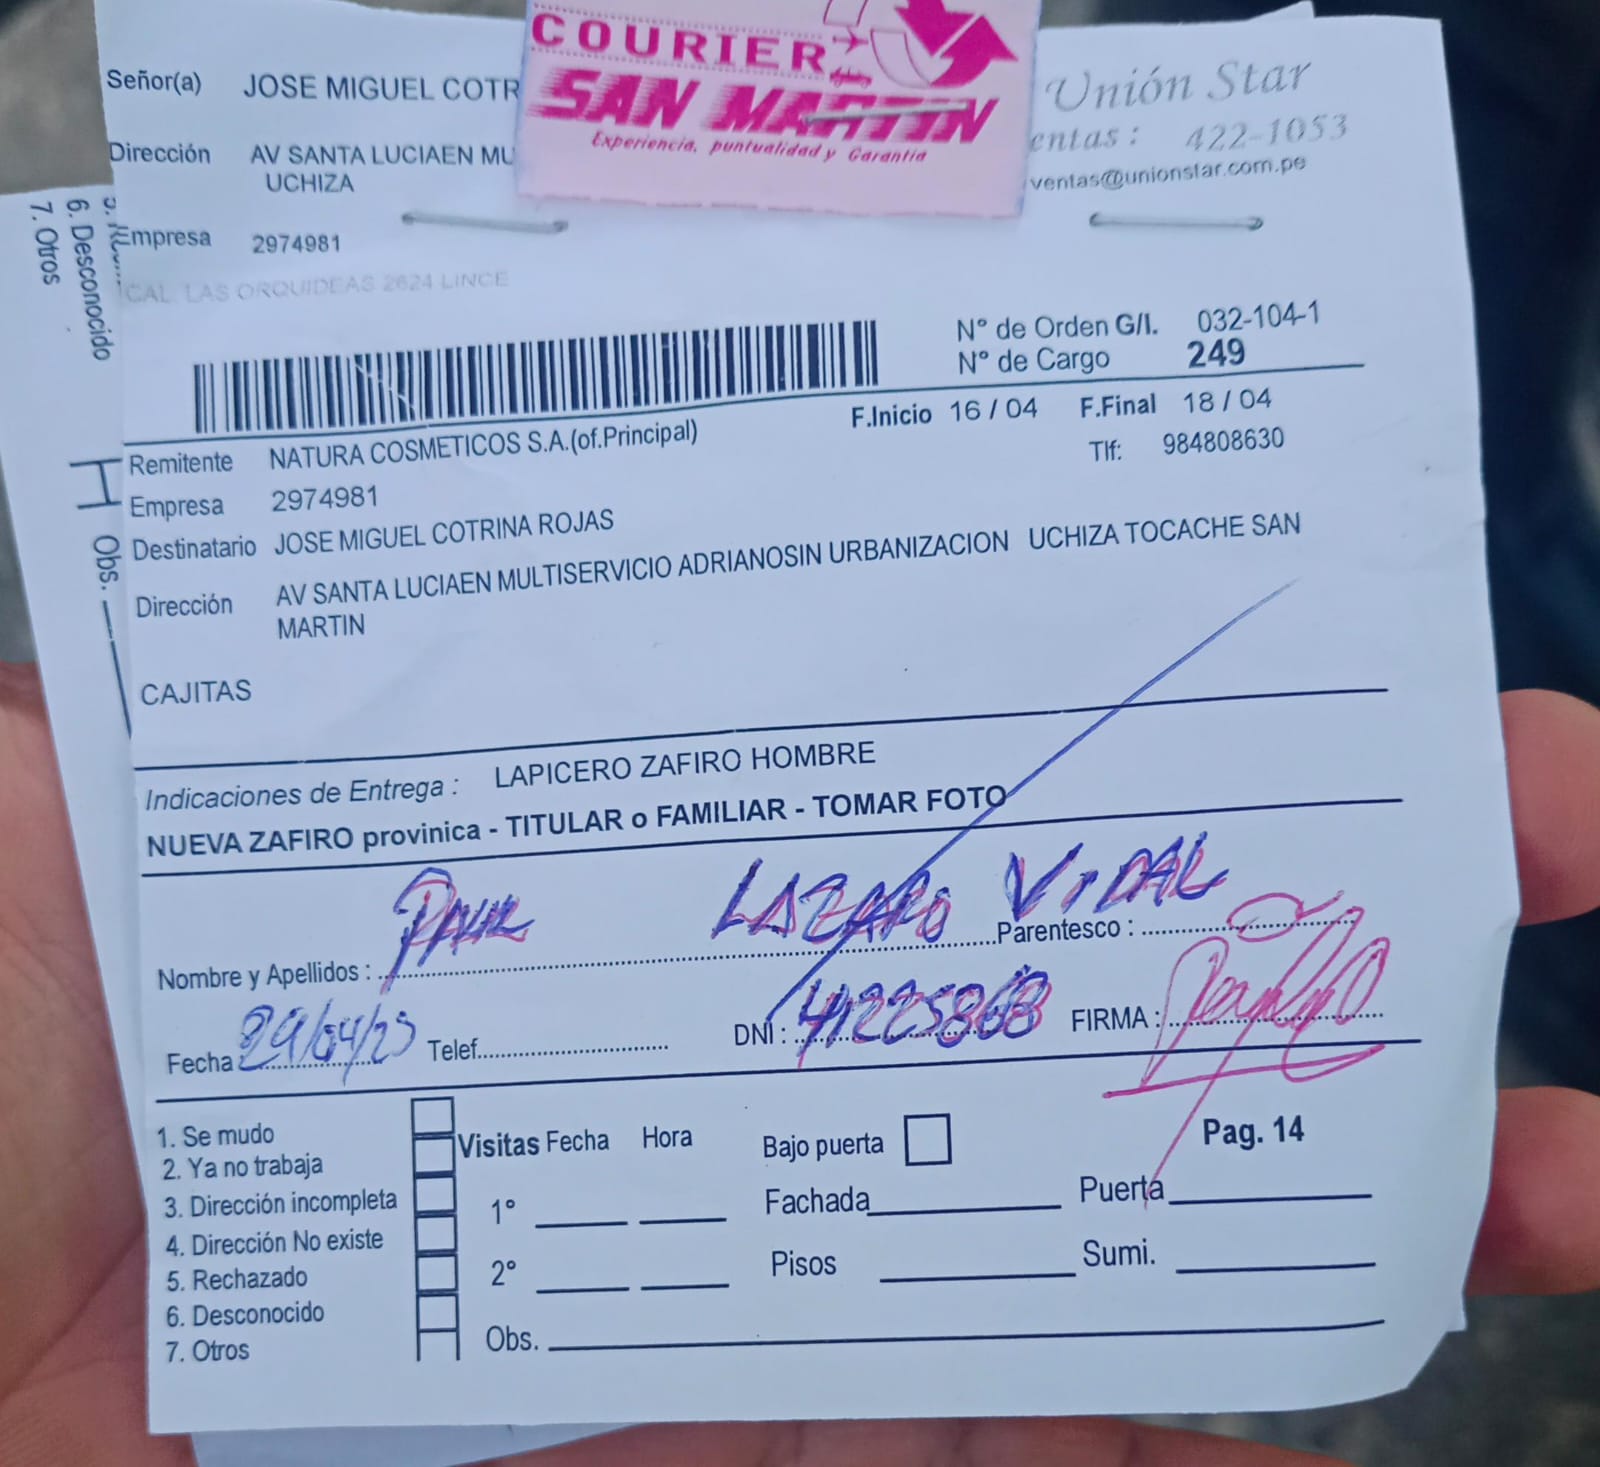 COURIER
SAN MARTIN
Experiencia, puntualidad y Garantía
Unión Star
entas : 422-1053
ventas@unionstar.com.pe
Señor(a) JOSE MIGUEL COTR
Dirección AV SANTA LUCIAEN MU
UCHIZA
Empresa 2974981
CAL. LAS ORQUIDEAS 2624 LINCE
6. Desconocido
7. Otros
Obs.
N° de Orden G/I. 032-104-1
N° de Cargo 249
F.Inicio 16 / 04 F.Final 18 / 04
Remitente NATURA COSMETICOS S.A.(of.Principal)
Tlf: 984808630
Empresa 2974981
Destinatario JOSE MIGUEL COTRINA ROJAS
Dirección AV SANTA LUCIAEN MULTISERVICIO ADRIANOSIN URBANIZACION UCHIZA TOCACHE SAN
MARTIN
CAJITAS
Indicaciones de Entrega : LAPICERO ZAFIRO HOMBRE
NUEVA ZAFIRO provinica - TITULAR o FAMILIAR - TOMAR FOTO
Nombre y Apellidos : LAZARO VIDAL Parentesco :
Fecha 29/04/23 Telef. DNI : 41225868 FIRMA :
1. Se mudo
2. Ya no trabaja
3. Dirección incompleta
4. Dirección No existe
5. Rechazado
6. Desconocido
7. Otros
Visitas Fecha Hora
1°
2°
Obs.
Bajo puerta
Pag. 14
Fachada Puerta
Pisos Sumi.